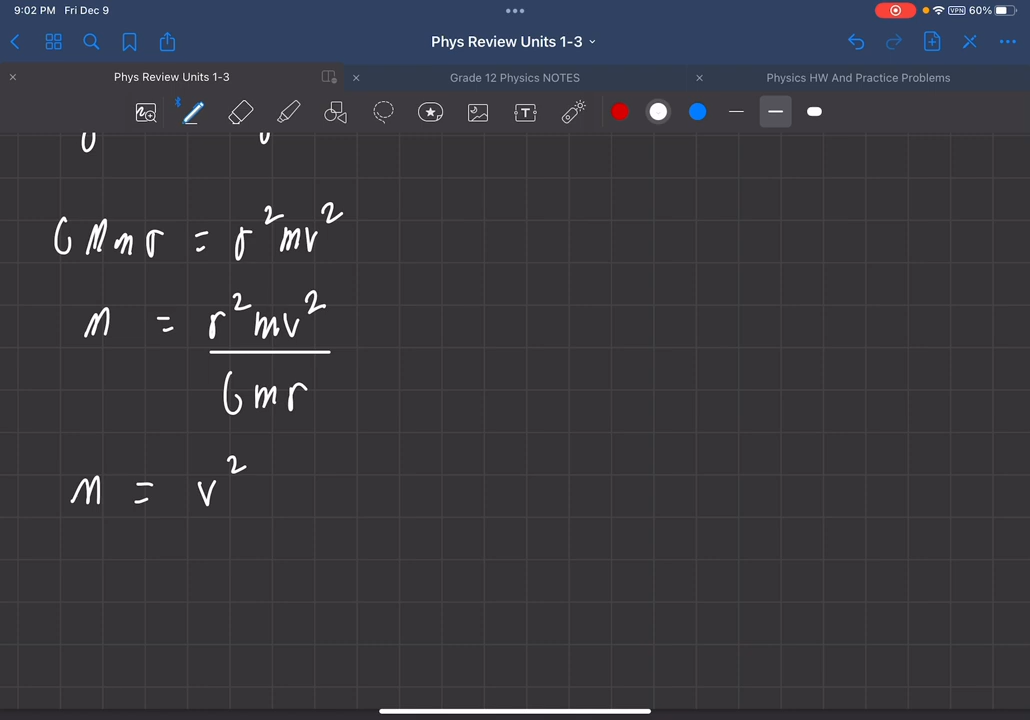 9:02 PM Fri Dec 9
VPN 60%
Phys Review Units 1-3
Phys Review Units 1-3
Grade 12 Physics NOTES
Physics HW And Practice Problems
T
GMmr = r²mv²
M = r²mv²
Gmr
M = v²